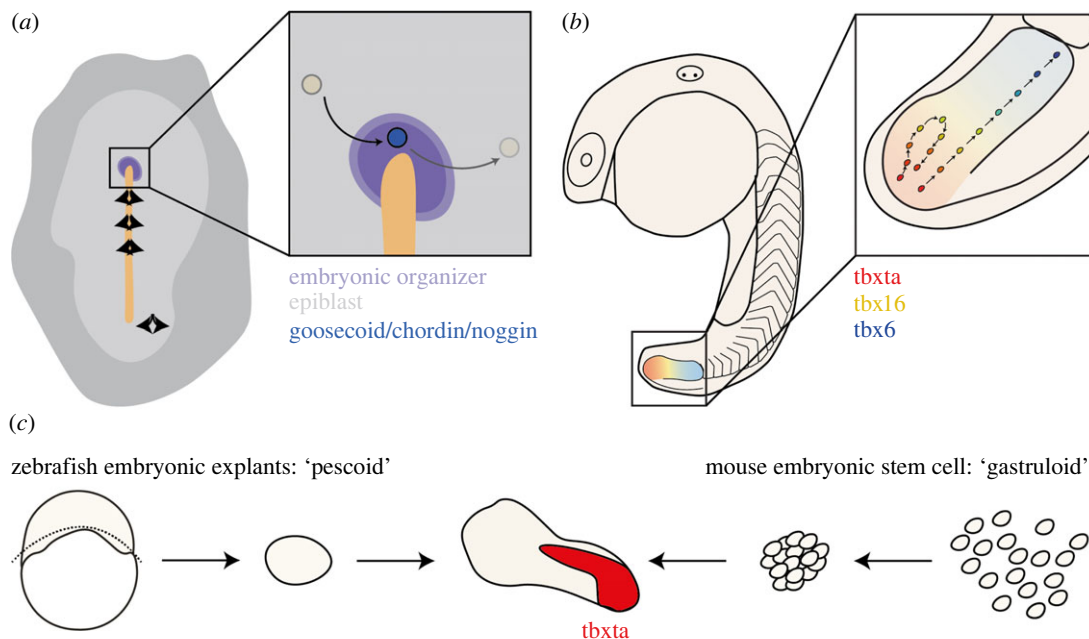 (a)
(b)
embryonic organizer
epiblast
goosecoid/chordin/noggin
tbxta
tbx16
tbx6
(c)
zebrafish embryonic explants: ‘pescoid’
mouse embryonic stem cell: ‘gastruloid’
tbxta